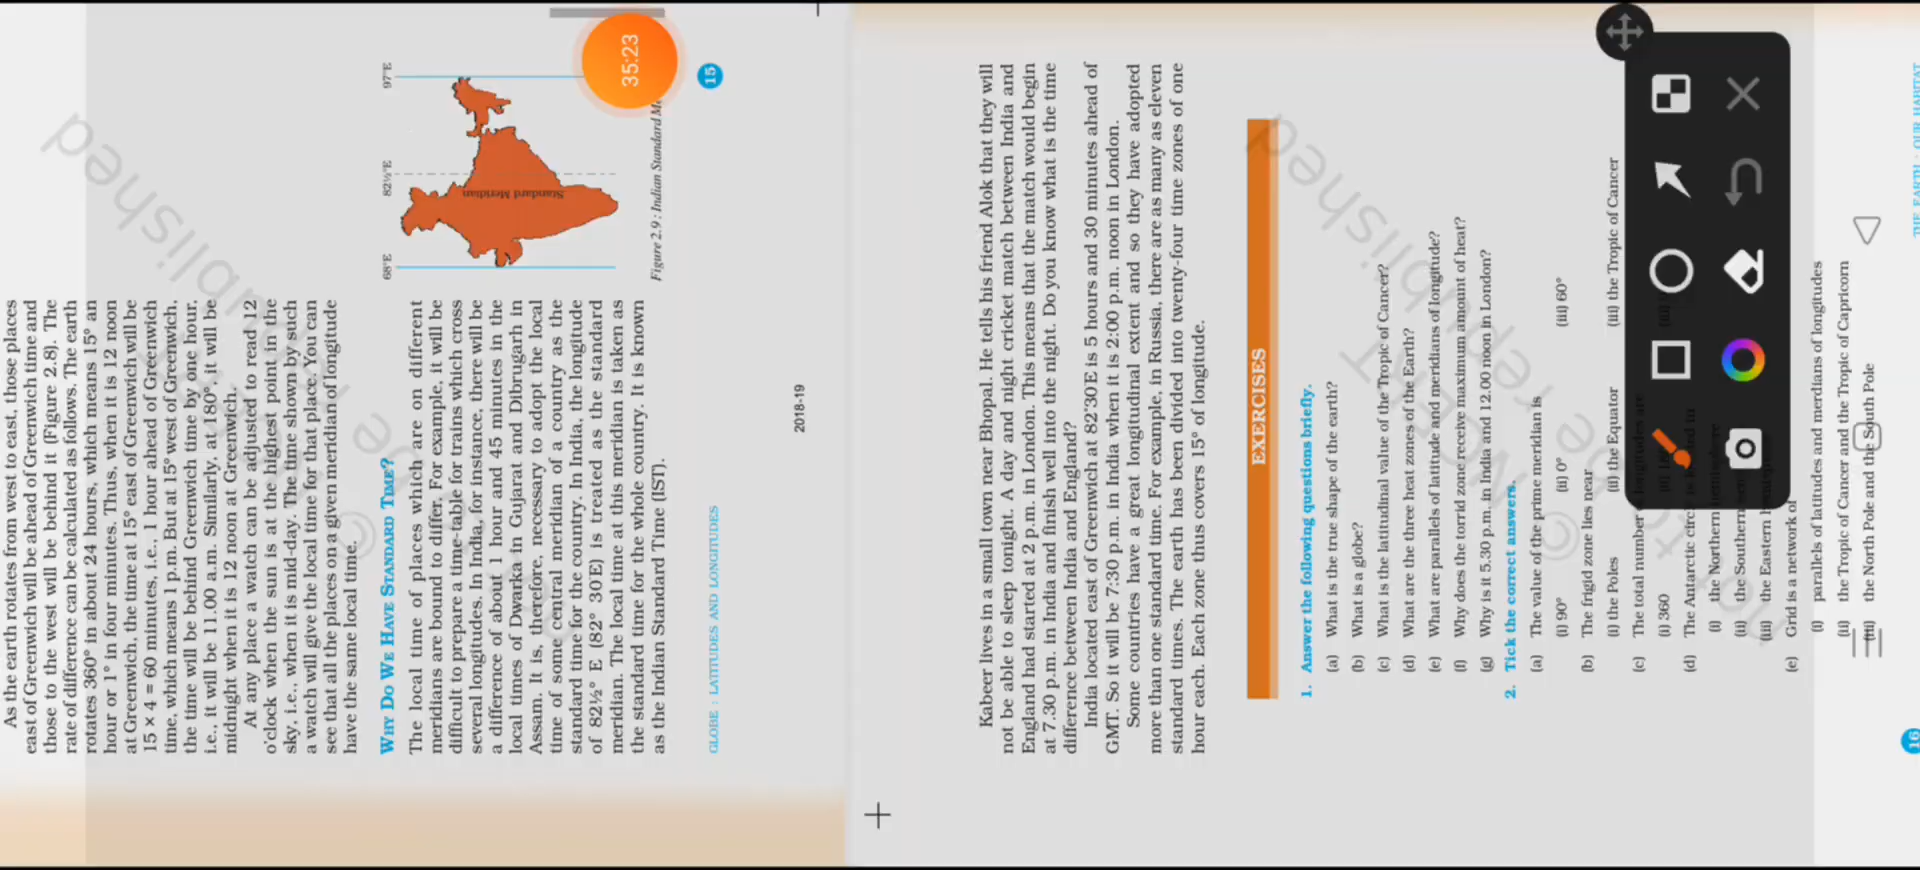 As the earth rotates from west to east, those places
east of Greenwich will be ahead of Greenwich time and
those to the west will be behind it (Figure 2.8). The
rate of difference can be calculated as follows. The earth
rotates 360° in about 24 hours, which means 15° an
hour or 1° in four minutes. Thus, when it is 12 noon
at Greenwich, the time at 15° east of Greenwich will be
15 × 4 = 60 minutes, i.e., 1 hour ahead of Greenwich
time, which means 1 p.m. But at 15° west of Greenwich,
the time will be behind Greenwich time by one hour,
i.e., it will be 11.00 a.m. Similarly, at 180°, it will be
midnight when it is 12 noon at Greenwich.
At any place a watch can be adjusted to read 12
o'clock when the sun is at the highest point in the
sky, i.e., when it is mid-day. The time shown by such
a watch will give the local time for that place. You can
see that all the places on a given meridian of longitude
have the same local time.
WHY DO WE HAVE STANDARD TIME?
The local time of places which are on different
meridians are bound to differ. For example, it will be
difficult to prepare a time-table for trains which cross
several longitudes. In India, for instance, there will be
a difference of about 1 hour and 45 minutes in the
local times of Dwarka in Gujarat and Dibrugarh in
Assam. It is, therefore, necessary to adopt the local
time of some central meridian of a country as the
standard time for the country. In India, the longitude
of 82½° E (82° 30'E) is treated as the standard
meridian. The local time at this meridian is taken as
the standard time for the whole country. It is known
as the Indian Standard Time (IST).
68°E
82½°E
97°E
Standard Meridian
Figure 2.9 : Indian Standard
35:23
GLOBE : LATITUDES AND LONGITUDES
15
2018-19
Kabeer lives in a small town near Bhopal. He tells his friend Alok that they will
not be able to sleep tonight. A day and night cricket match between India and
England had started at 2 p.m. in London. This means that the match would begin
at 7.30 p.m. in India and finish well into the night. Do you know what is the time
difference between India and England?
India located east of Greenwich at 82°30'E is 5 hours and 30 minutes ahead of
GMT. So it will be 7:30 p.m. in India when it is 2:00 p.m. noon in London.
Some countries have a great longitudinal extent and so they have adopted
more than one standard time. For example, in Russia, there are as many as eleven
standard times. The earth has been divided into twenty-four time zones of one
hour each. Each zone thus covers 15° of longitude.
EXERCISES
1. Answer the following questions briefly.
(a) What is the true shape of the earth?
(b) What is a globe?
(c) What is the latitudinal value of the Tropic of Cancer?
(d) What are the three heat zones of the Earth?
(e) What are parallels of latitude and meridians of longitude?
(f) Why does the torrid zone receive maximum amount of heat?
(g) Why is it 5.30 p.m. in India and 12.00 noon in London?
2. Tick the correct answers.
(a) The value of the prime meridian is
(i) 90° (ii) 0° (iii) 60°
(b) The frigid zone lies near
(i) the Poles (ii) the Equator (iii) the Tropic of Cancer
(c) The total number of longitudes are
(i) 360
(d) The Antarctic circle is located in
(i) the Northern
(ii) the Southern
(iii) the Eastern
(e) Grid is a network of
(i) parallels of latitudes and merdians of longitudes
(ii) the Tropic of Cancer and the Tropic of Capricorn
(iii) the North Pole and the South Pole
16
THE EARTH : OUR HABITAT
not to be republished